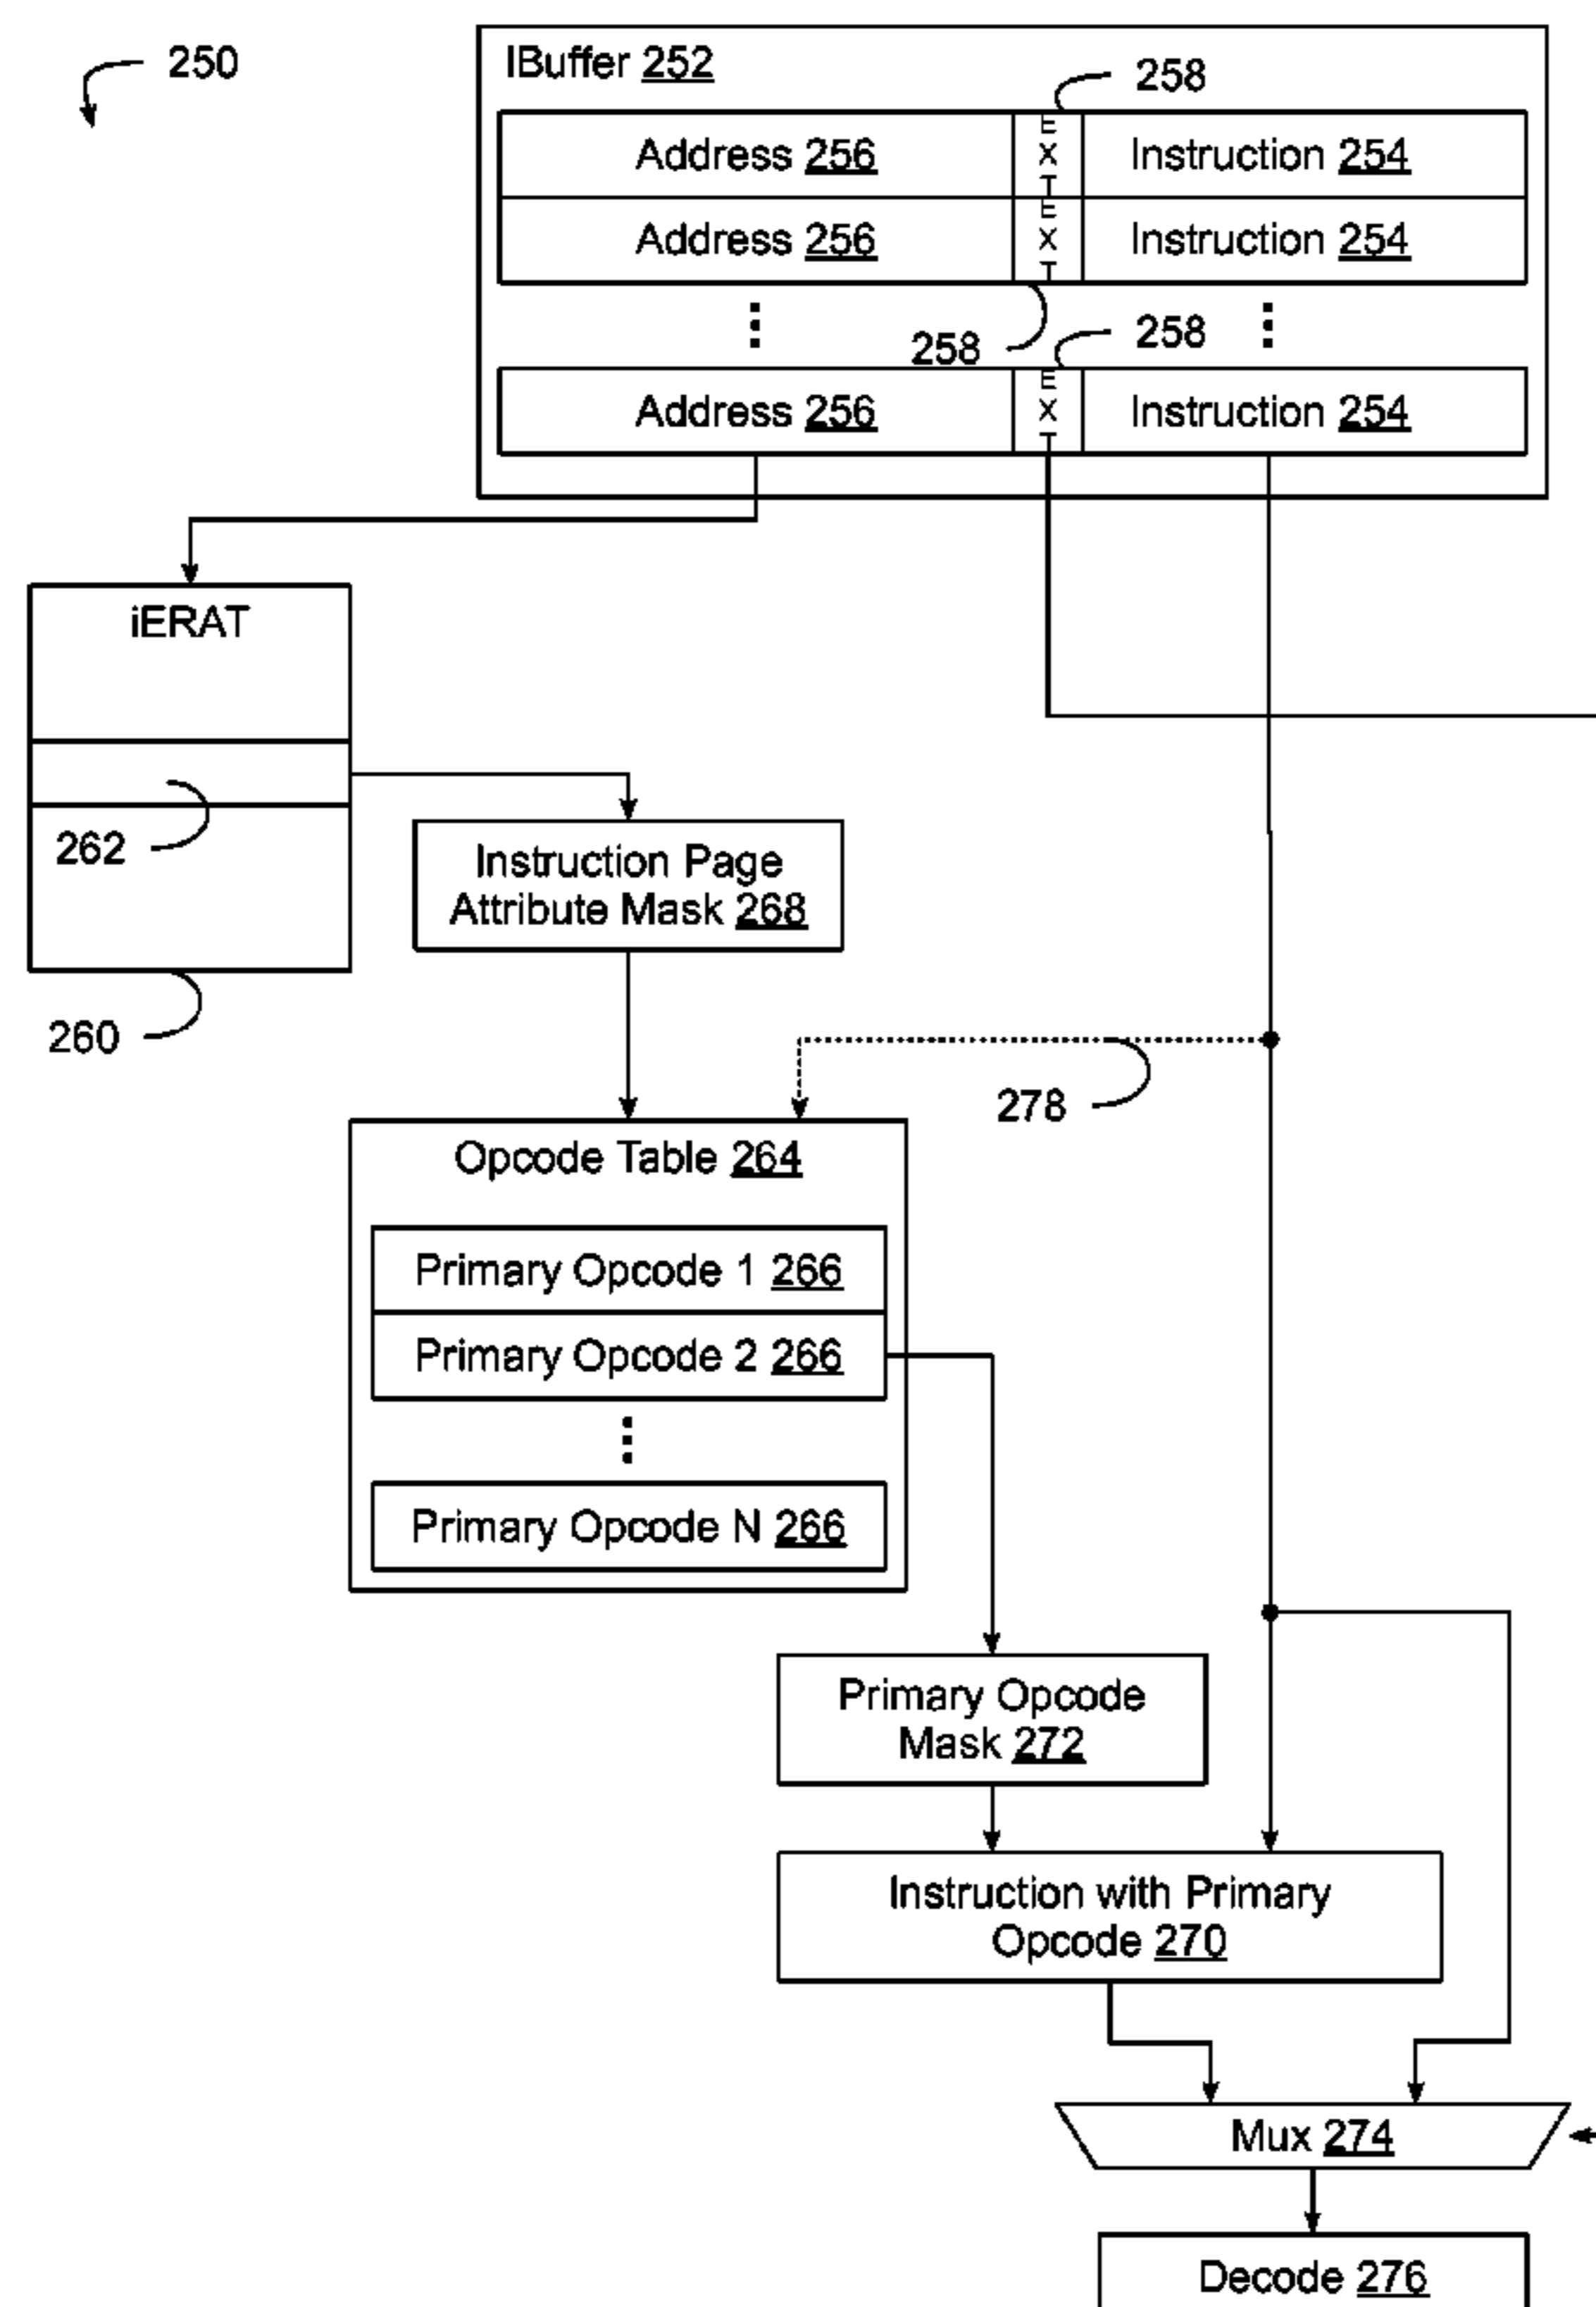 250
IBuffer 252
258
Address 256
EXT
Instruction 254
Address 256
EXT
Instruction 254
258
258
Address 256
EXT
Instruction 254
iERAT
262
Instruction Page
Attribute Mask 268
260
278
Opcode Table 264
Primary Opcode 1 266
Primary Opcode 2 266
Primary Opcode N 266
Primary Opcode
Mask 272
Instruction with Primary
Opcode 270
Mux 274
Decode 276